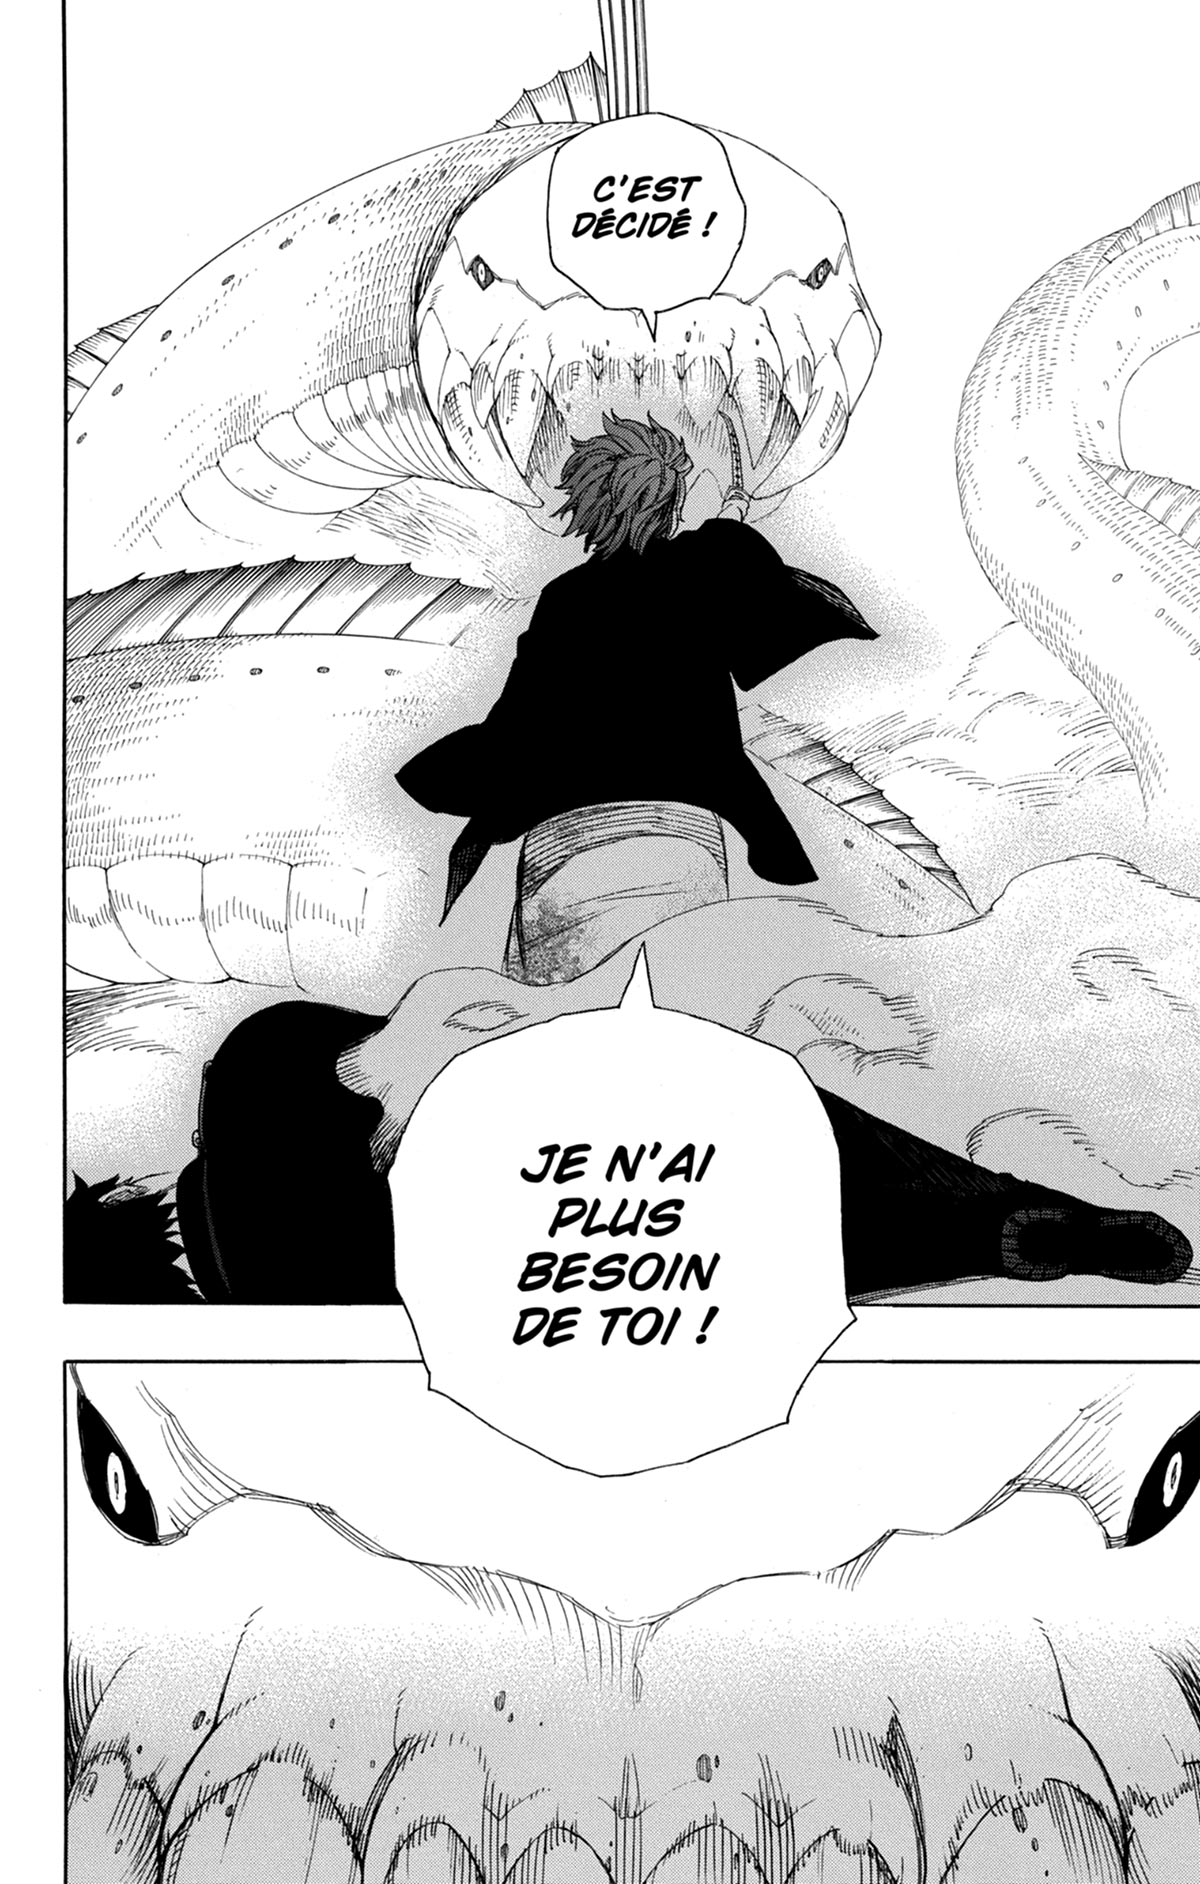 C'EST
DÉCIDÉ !
JE N'AI
PLUS
BESOIN
DE TOI !